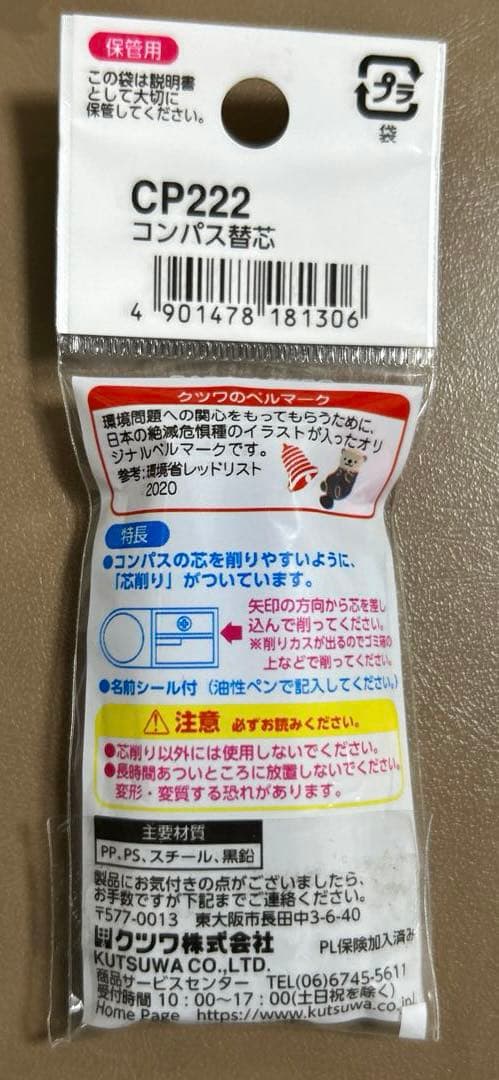 保管用
この袋は説明書
として大切に
保管してください。
プラ
袋
CP222
コンパス替芯
4 901478 181306
クツワのベルマーク
環境問題への関心をもってもらうために、
日本の絶滅危惧種のイラストが入ったオリ
ジナルベルマークです。
参考:環境省レッドリスト
2020
特長
●コンパスの芯を削りやすいように、
「芯削り」がついています。
矢印の方向から芯を差し
込んで削ってください。
※削りカスが出るのでゴミ箱の
上などで削ってください。
●名前シール付(油性ペンで記入してください。)
注意 必ずお読みください。
●芯削り以外には使用しないでください。
●長時間あついところに放置しないでください。
変形・変質する恐れがあります。
主要材質
PP、PS、スチール、黒鉛
製品にお気付きの点がございましたら、
お手数ですが下記までご連絡ください。
〒577-0013 東大阪市長田中3-6-40
クツワ株式会社 PL保険加入済み
KUTSUWA CO.,LTD.
商品サービスセンター TEL(06)6745-5611
受付時間 10:00〜17:00(土日祝を除く)
Home Page https://www.kutsuwa.co.jp/